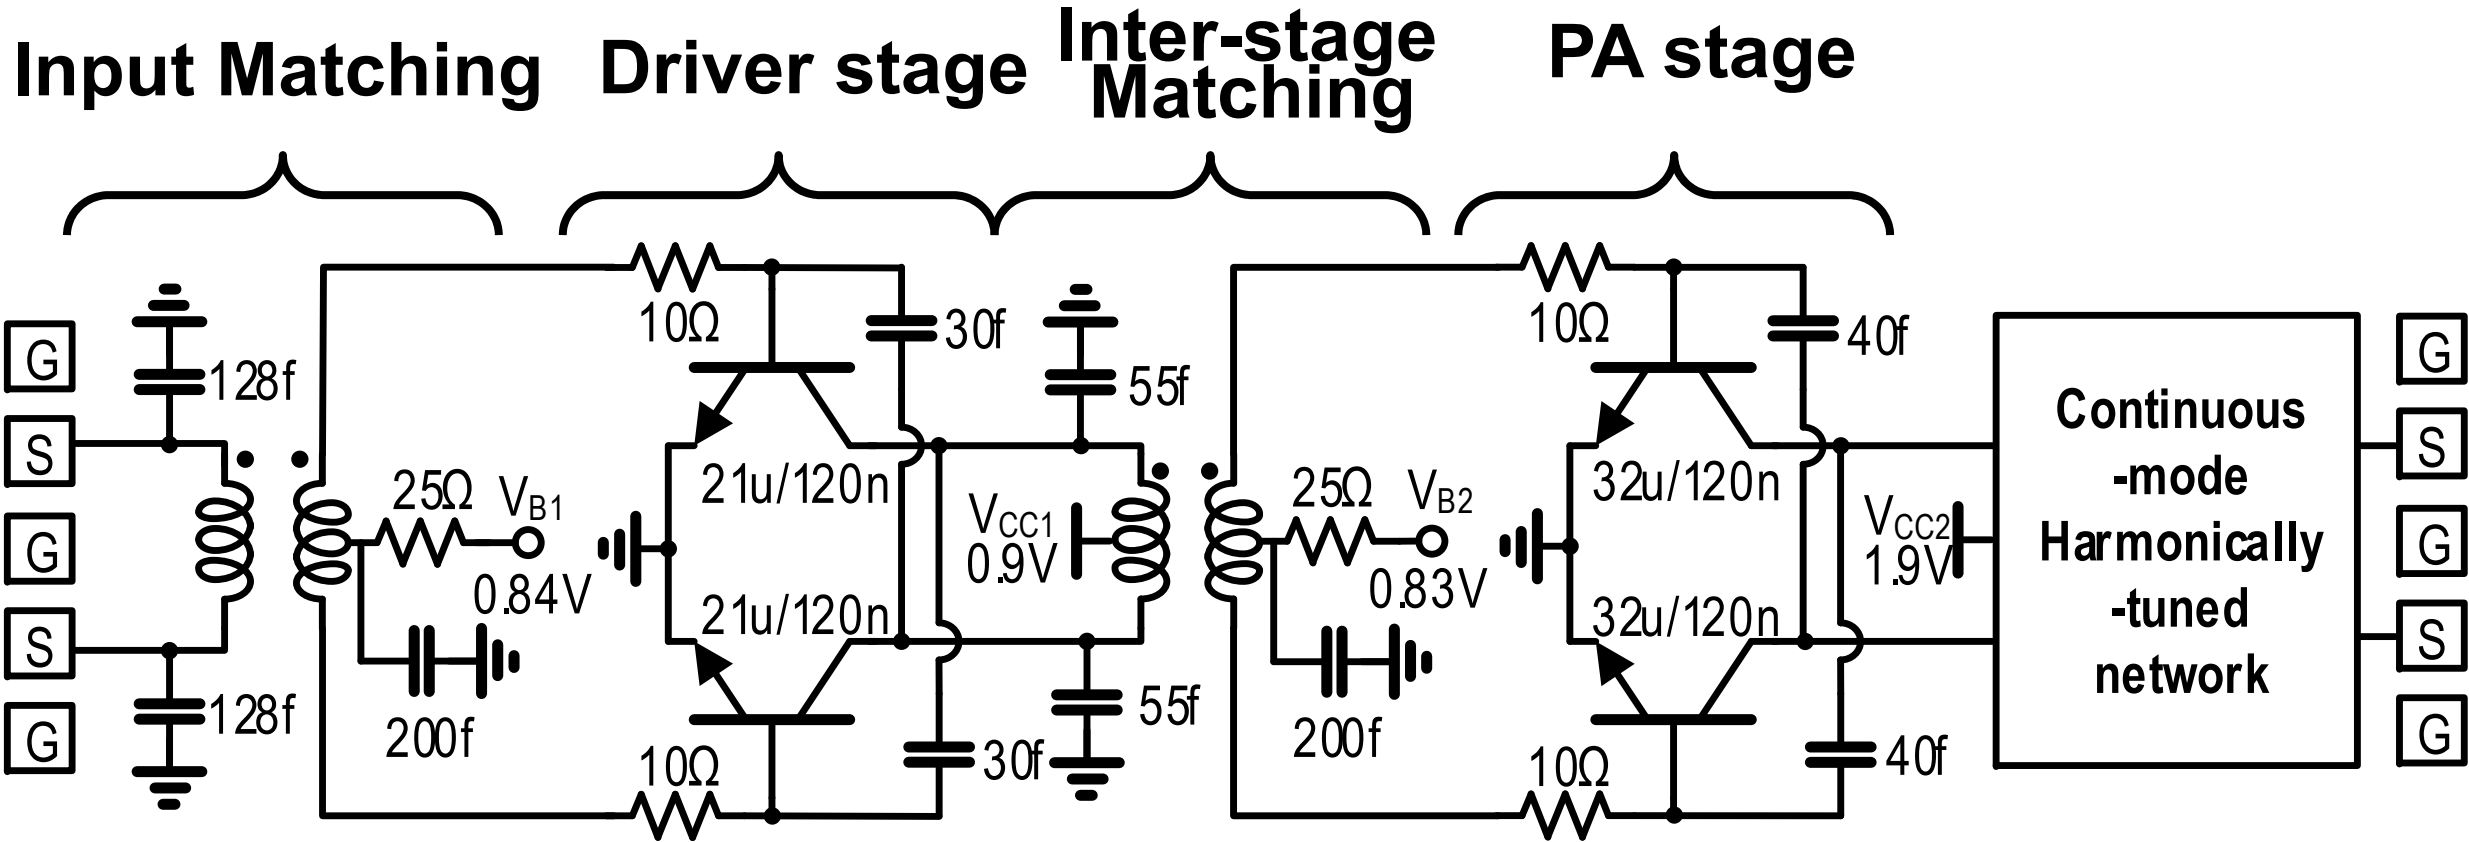 Input Matching
Driver stage
Inter-stage
Matching
PA stage
G
S
G
S
G
128f
128f
25Ω
VB1
0.84V
200f
10Ω
10Ω
30f
30f
21u/120n
21u/120n
VCC1
0.9V
55f
55f
25Ω
VB2
0.83V
200f
10Ω
10Ω
40f
40f
32u/120n
32u/120n
VCC2
1.9V
Continuous
-mode
Harmonically
-tuned
network
G
S
G
S
G